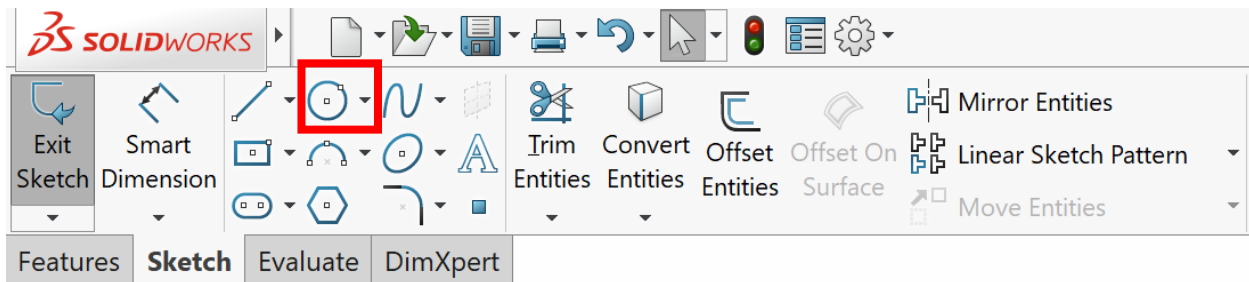 SOLIDWORKS
Exit Sketch
Smart Dimension
Trim Entities
Convert Entities
Offset Entities
Offset On Surface
Mirror Entities
Linear Sketch Pattern
Move Entities
Features Sketch Evaluate DimXpert